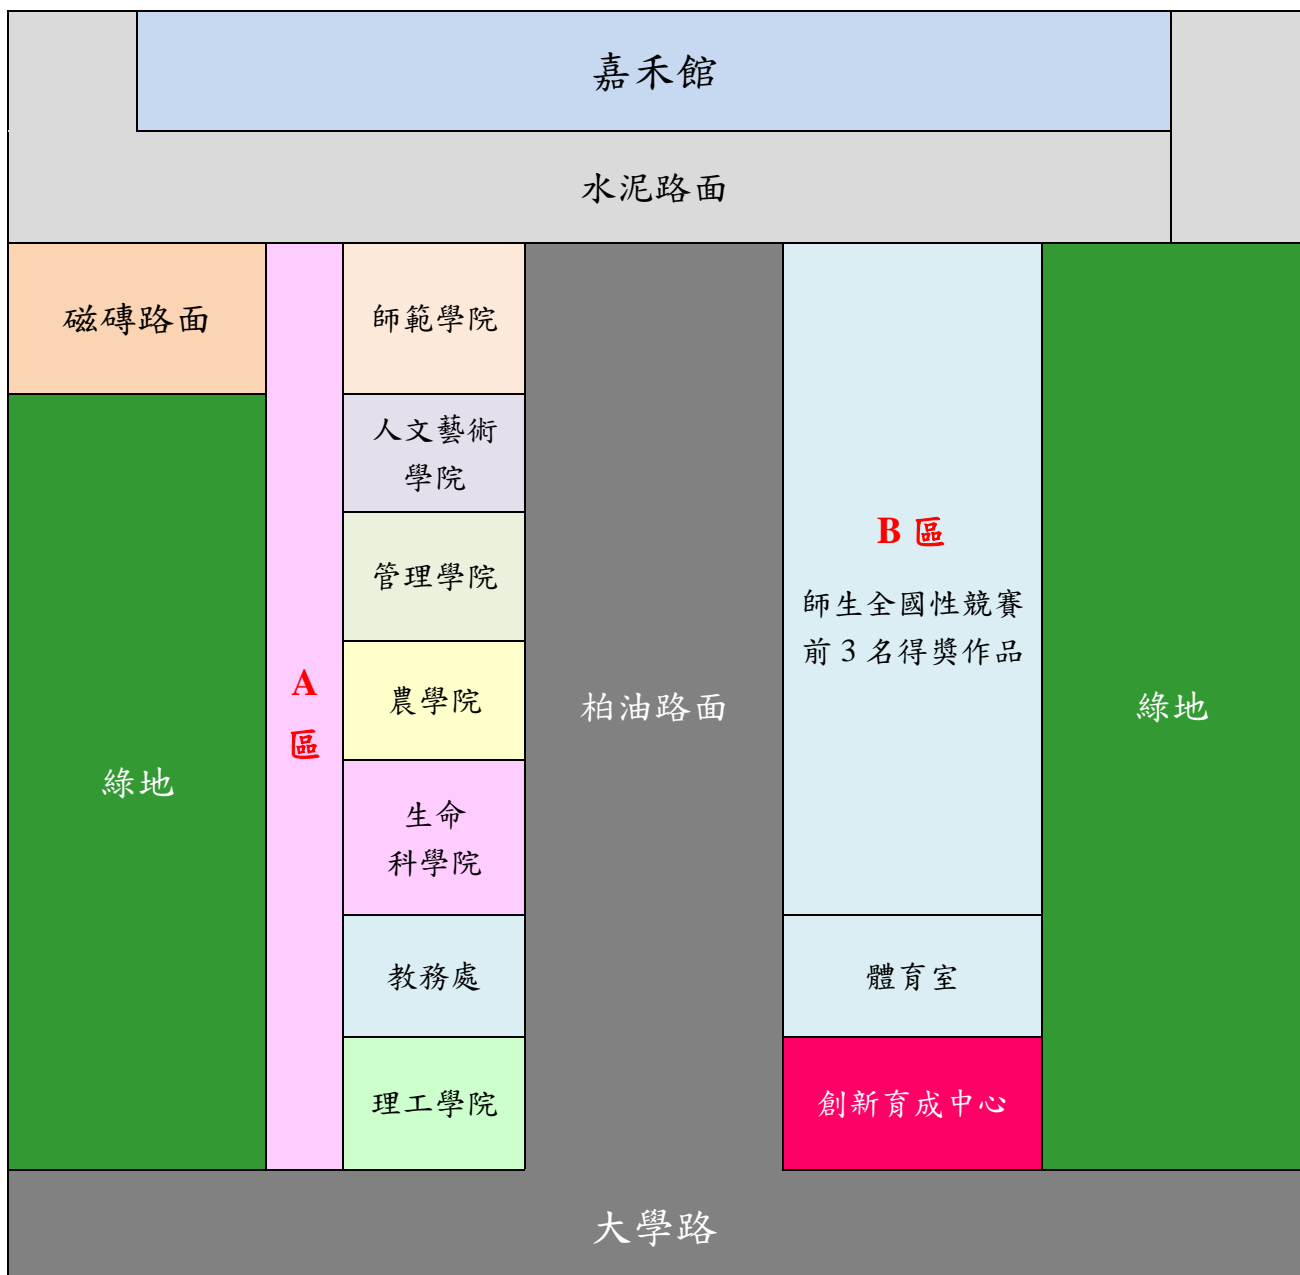 嘉禾館
水泥路面
磁磚路面
師範學院
人文藝術
學院
管理學院
農學院
生命
科學院
教務處
理工學院
A
區
綠地
柏油路面
B 區
師生全國性競賽
前 3 名得獎作品
體育室
創新育成中心
綠地
大學路